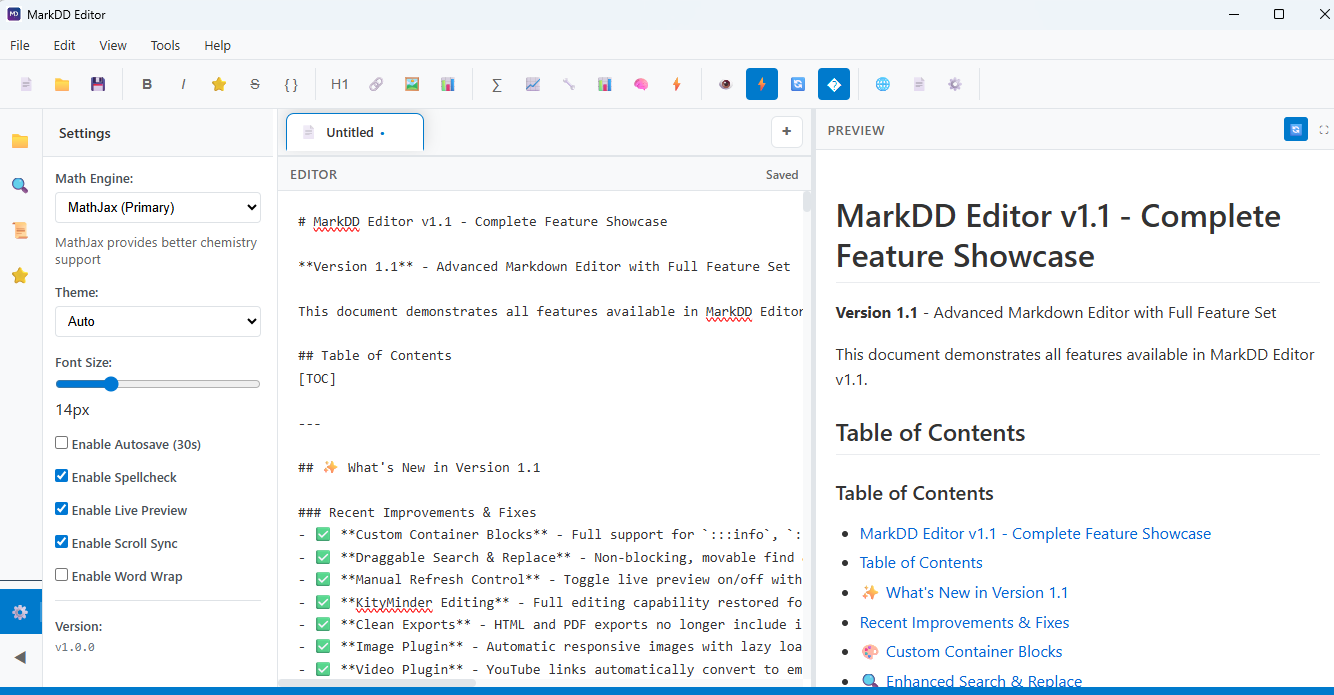 MD MarkDD Editor
File Edit View Tools Help
B I S { } H1 Σ
Settings
Math Engine:
MathJax (Primary)
MathJax provides better chemistry
support
Theme:
Auto
Font Size:
14px
Enable Autosave (30s)
Enable Spellcheck
Enable Live Preview
Enable Scroll Sync
Enable Word Wrap
Version:
v1.0.0
Untitled •
+
EDITOR Saved
# MarkDD Editor v1.1 - Complete Feature Showcase
**Version 1.1** - Advanced Markdown Editor with Full Feature Set
This document demonstrates all features available in MarkDD Editor
## Table of Contents
[TOC]
---
## ✨ What's New in Version 1.1
### Recent Improvements & Fixes
- ✅ **Custom Container Blocks** - Full support for `:::info`, `:
- ✅ **Draggable Search & Replace** - Non-blocking, movable find
- ✅ **Manual Refresh Control** - Toggle live preview on/off with
- ✅ **KityMinder Editing** - Full editing capability restored fo
- ✅ **Clean Exports** - HTML and PDF exports no longer include i
- ✅ **Image Plugin** - Automatic responsive images with lazy loa
- ✅ **Video Plugin** - YouTube links automatically convert to em
PREVIEW
MarkDD Editor v1.1 - Complete
Feature Showcase
Version 1.1 - Advanced Markdown Editor with Full Feature Set
This document demonstrates all features available in MarkDD Editor
v1.1.
Table of Contents
Table of Contents
• MarkDD Editor v1.1 - Complete Feature Showcase
• Table of Contents
• ✨ What's New in Version 1.1
• Recent Improvements & Fixes
• 🎨 Custom Container Blocks
• 🔍 Enhanced Search & Replace